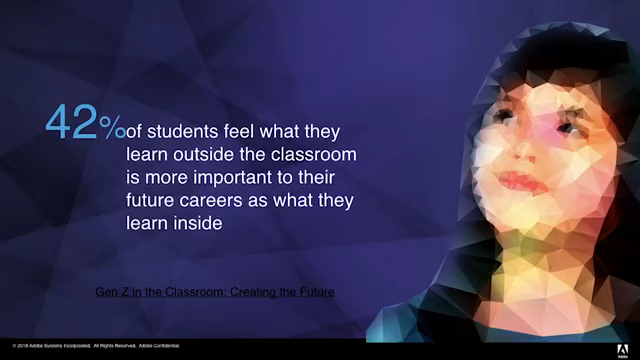 42% of students feel what they
learn outside the classroom
is more important to their
future careers as what they
learn inside
Gen Z in the Classroom: Creating the Future
© 2018 Adobe Systems Incorporated. All Rights Reserved. Adobe Confidential.
Adobe